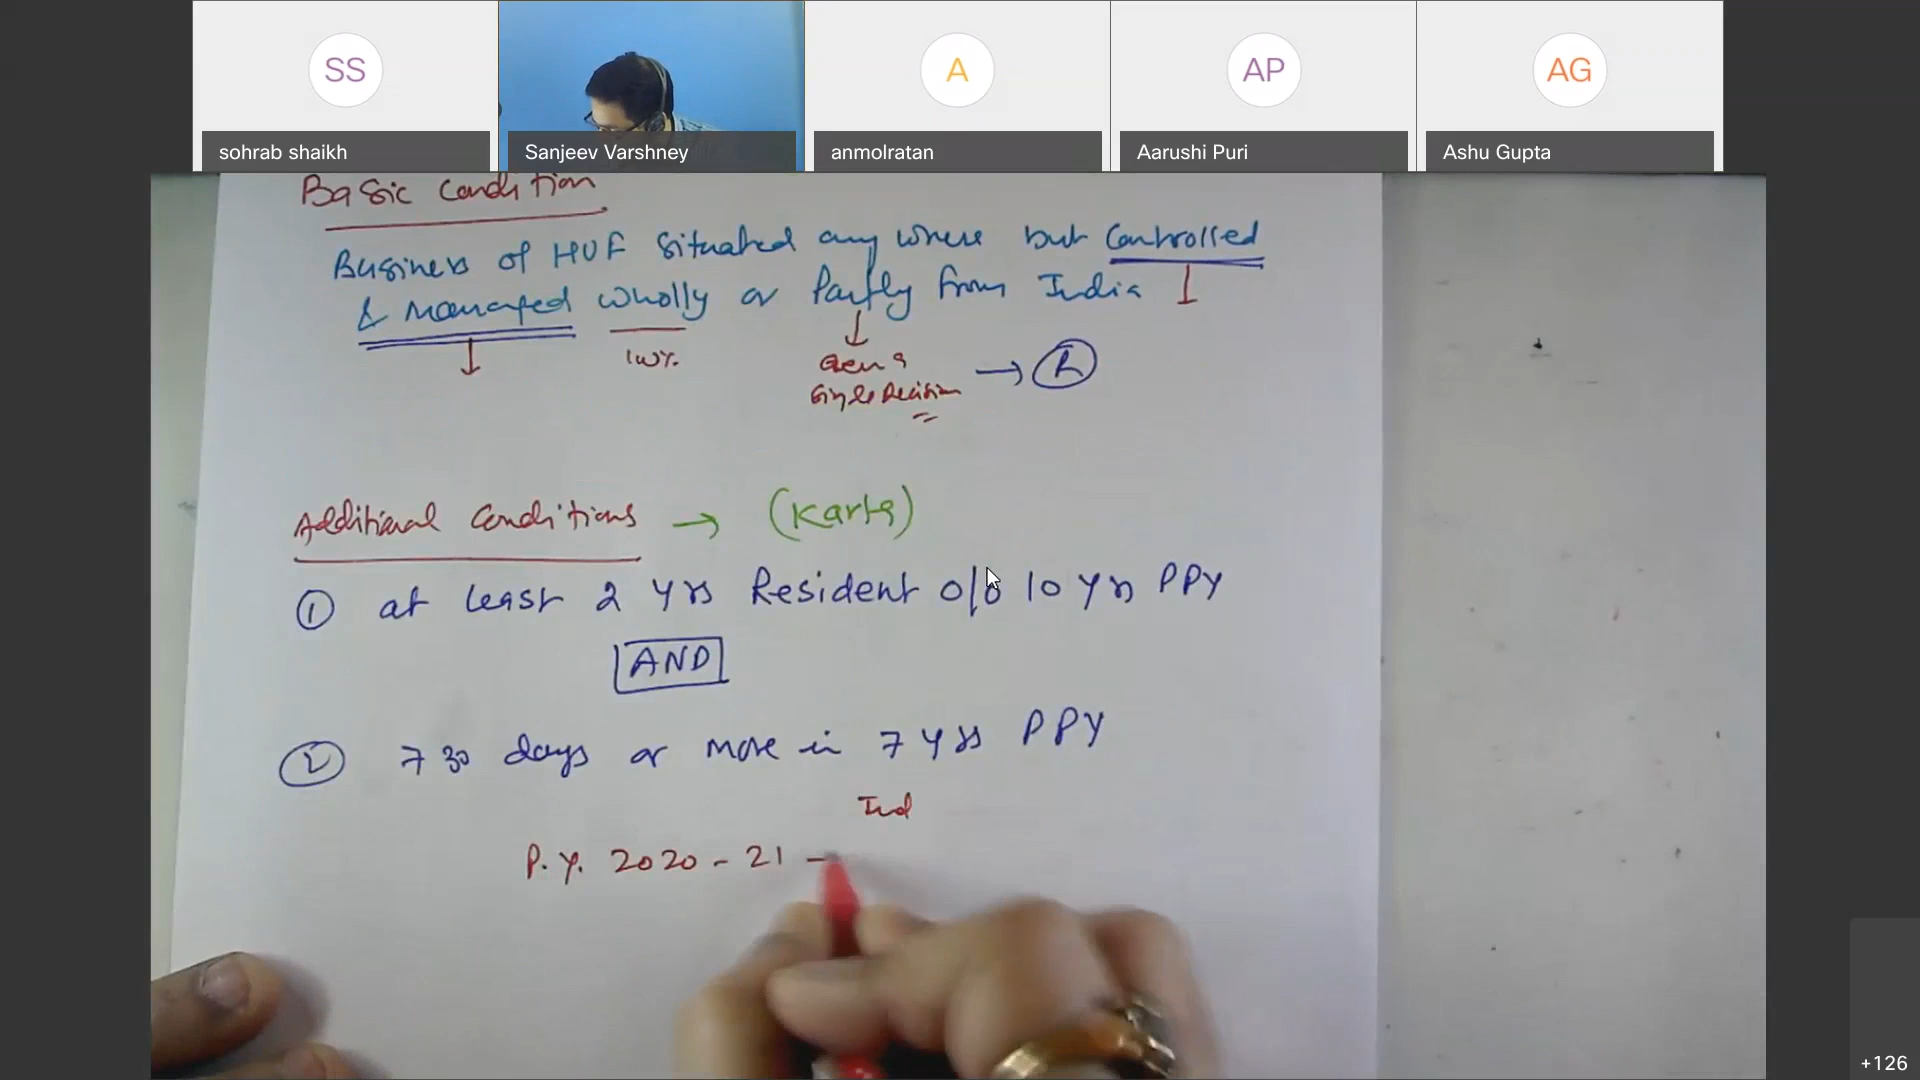 SS
A
AP
AG
sohrab shaikh
Sanjeev Varshney
anmolratan
Aarushi Puri
Ashu Gupta
Basic Condition
Business of HUF situated any where but Controlled
& Managed wholly or Partly from India
100%
Even a
Single Decision → R
Additional Conditions → (Karta)
① at least 2 yrs Resident o/o 10 yrs PPY
AND
② 730 days or more in 7 yrs PPY
Ind
P.Y. 2020 - 21 -
+126